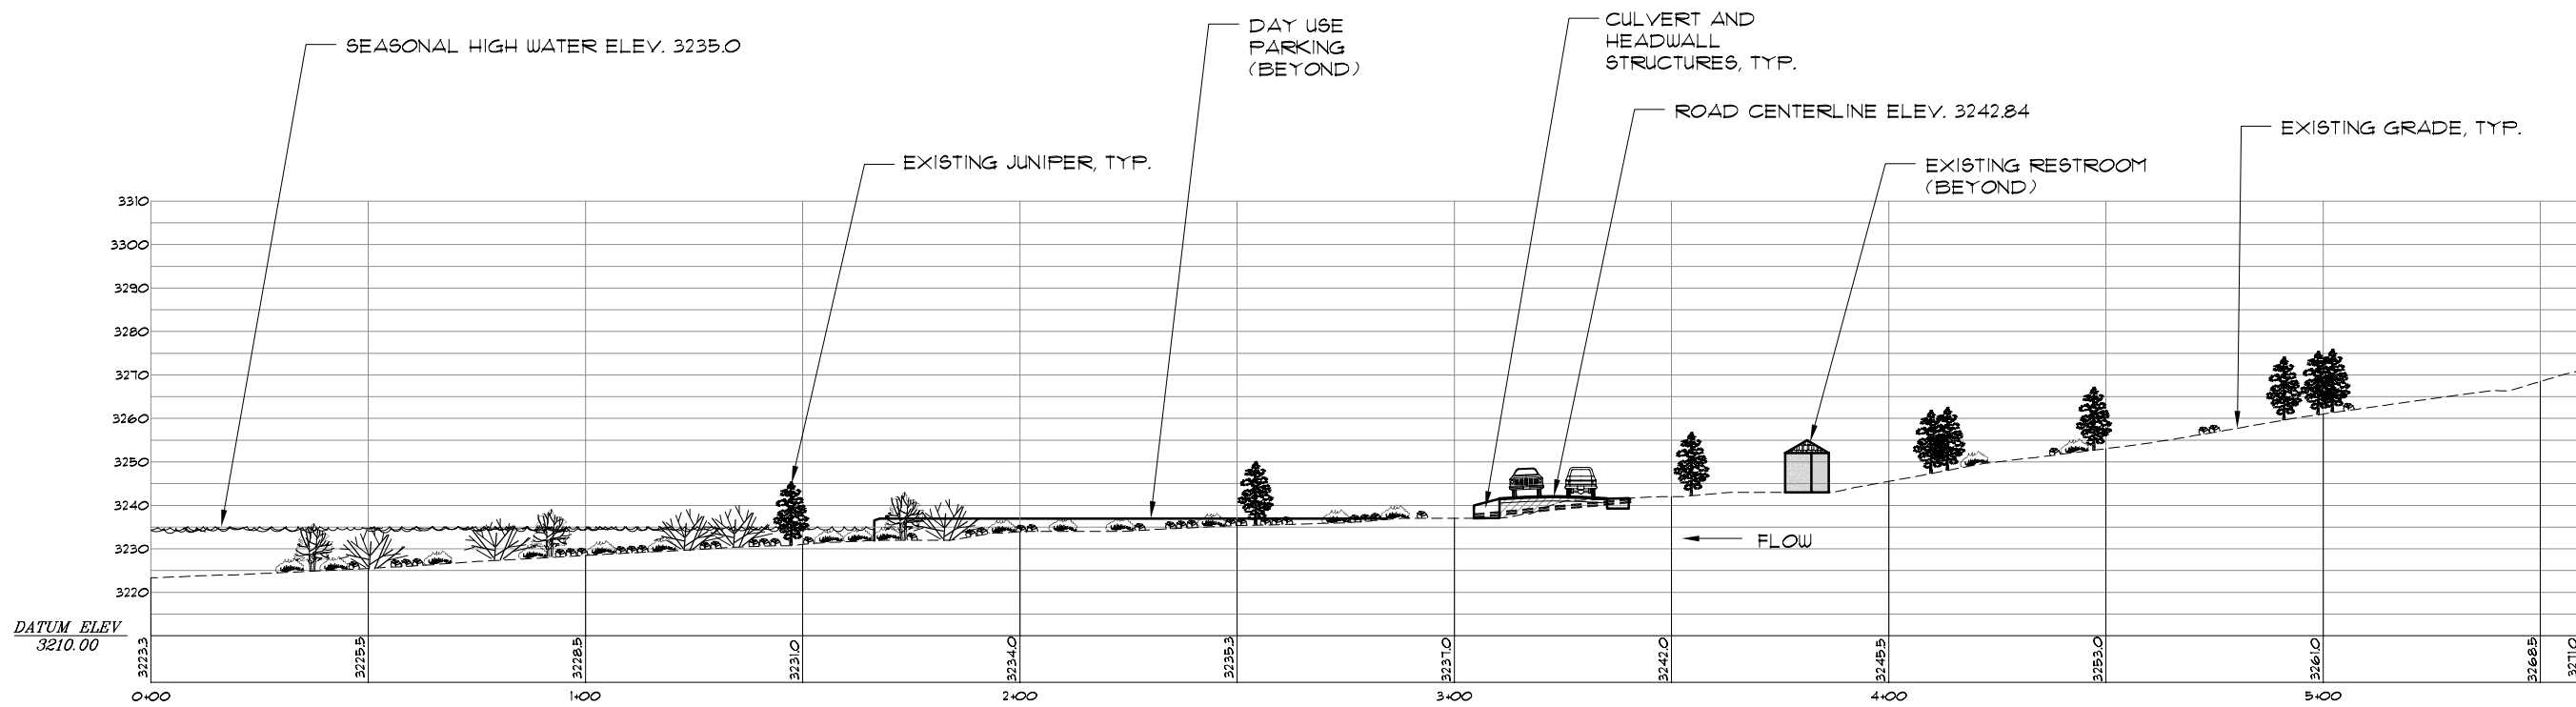 SEASONAL HIGH WATER ELEV. 3235.0
DAY USE
PARKING
(BEYOND)
CULVERT AND
HEADWALL
STRUCTURES, TYP.
ROAD CENTERLINE ELEV. 3242.84
EXISTING GRADE, TYP.
EXISTING JUNIPER, TYP.
EXISTING RESTROOM
(BEYOND)
3310
3300
3290
3280
3270
3260
3250
3240
3230
3220
FLOW
DATUM ELEV
3210.00
3223.3
3225.5
3228.5
3231.0
3234.0
3235.3
3237.0
3242.0
3245.5
3253.0
3261.0
3268.5
3271.0
0+00
1+00
2+00
3+00
4+00
5+00